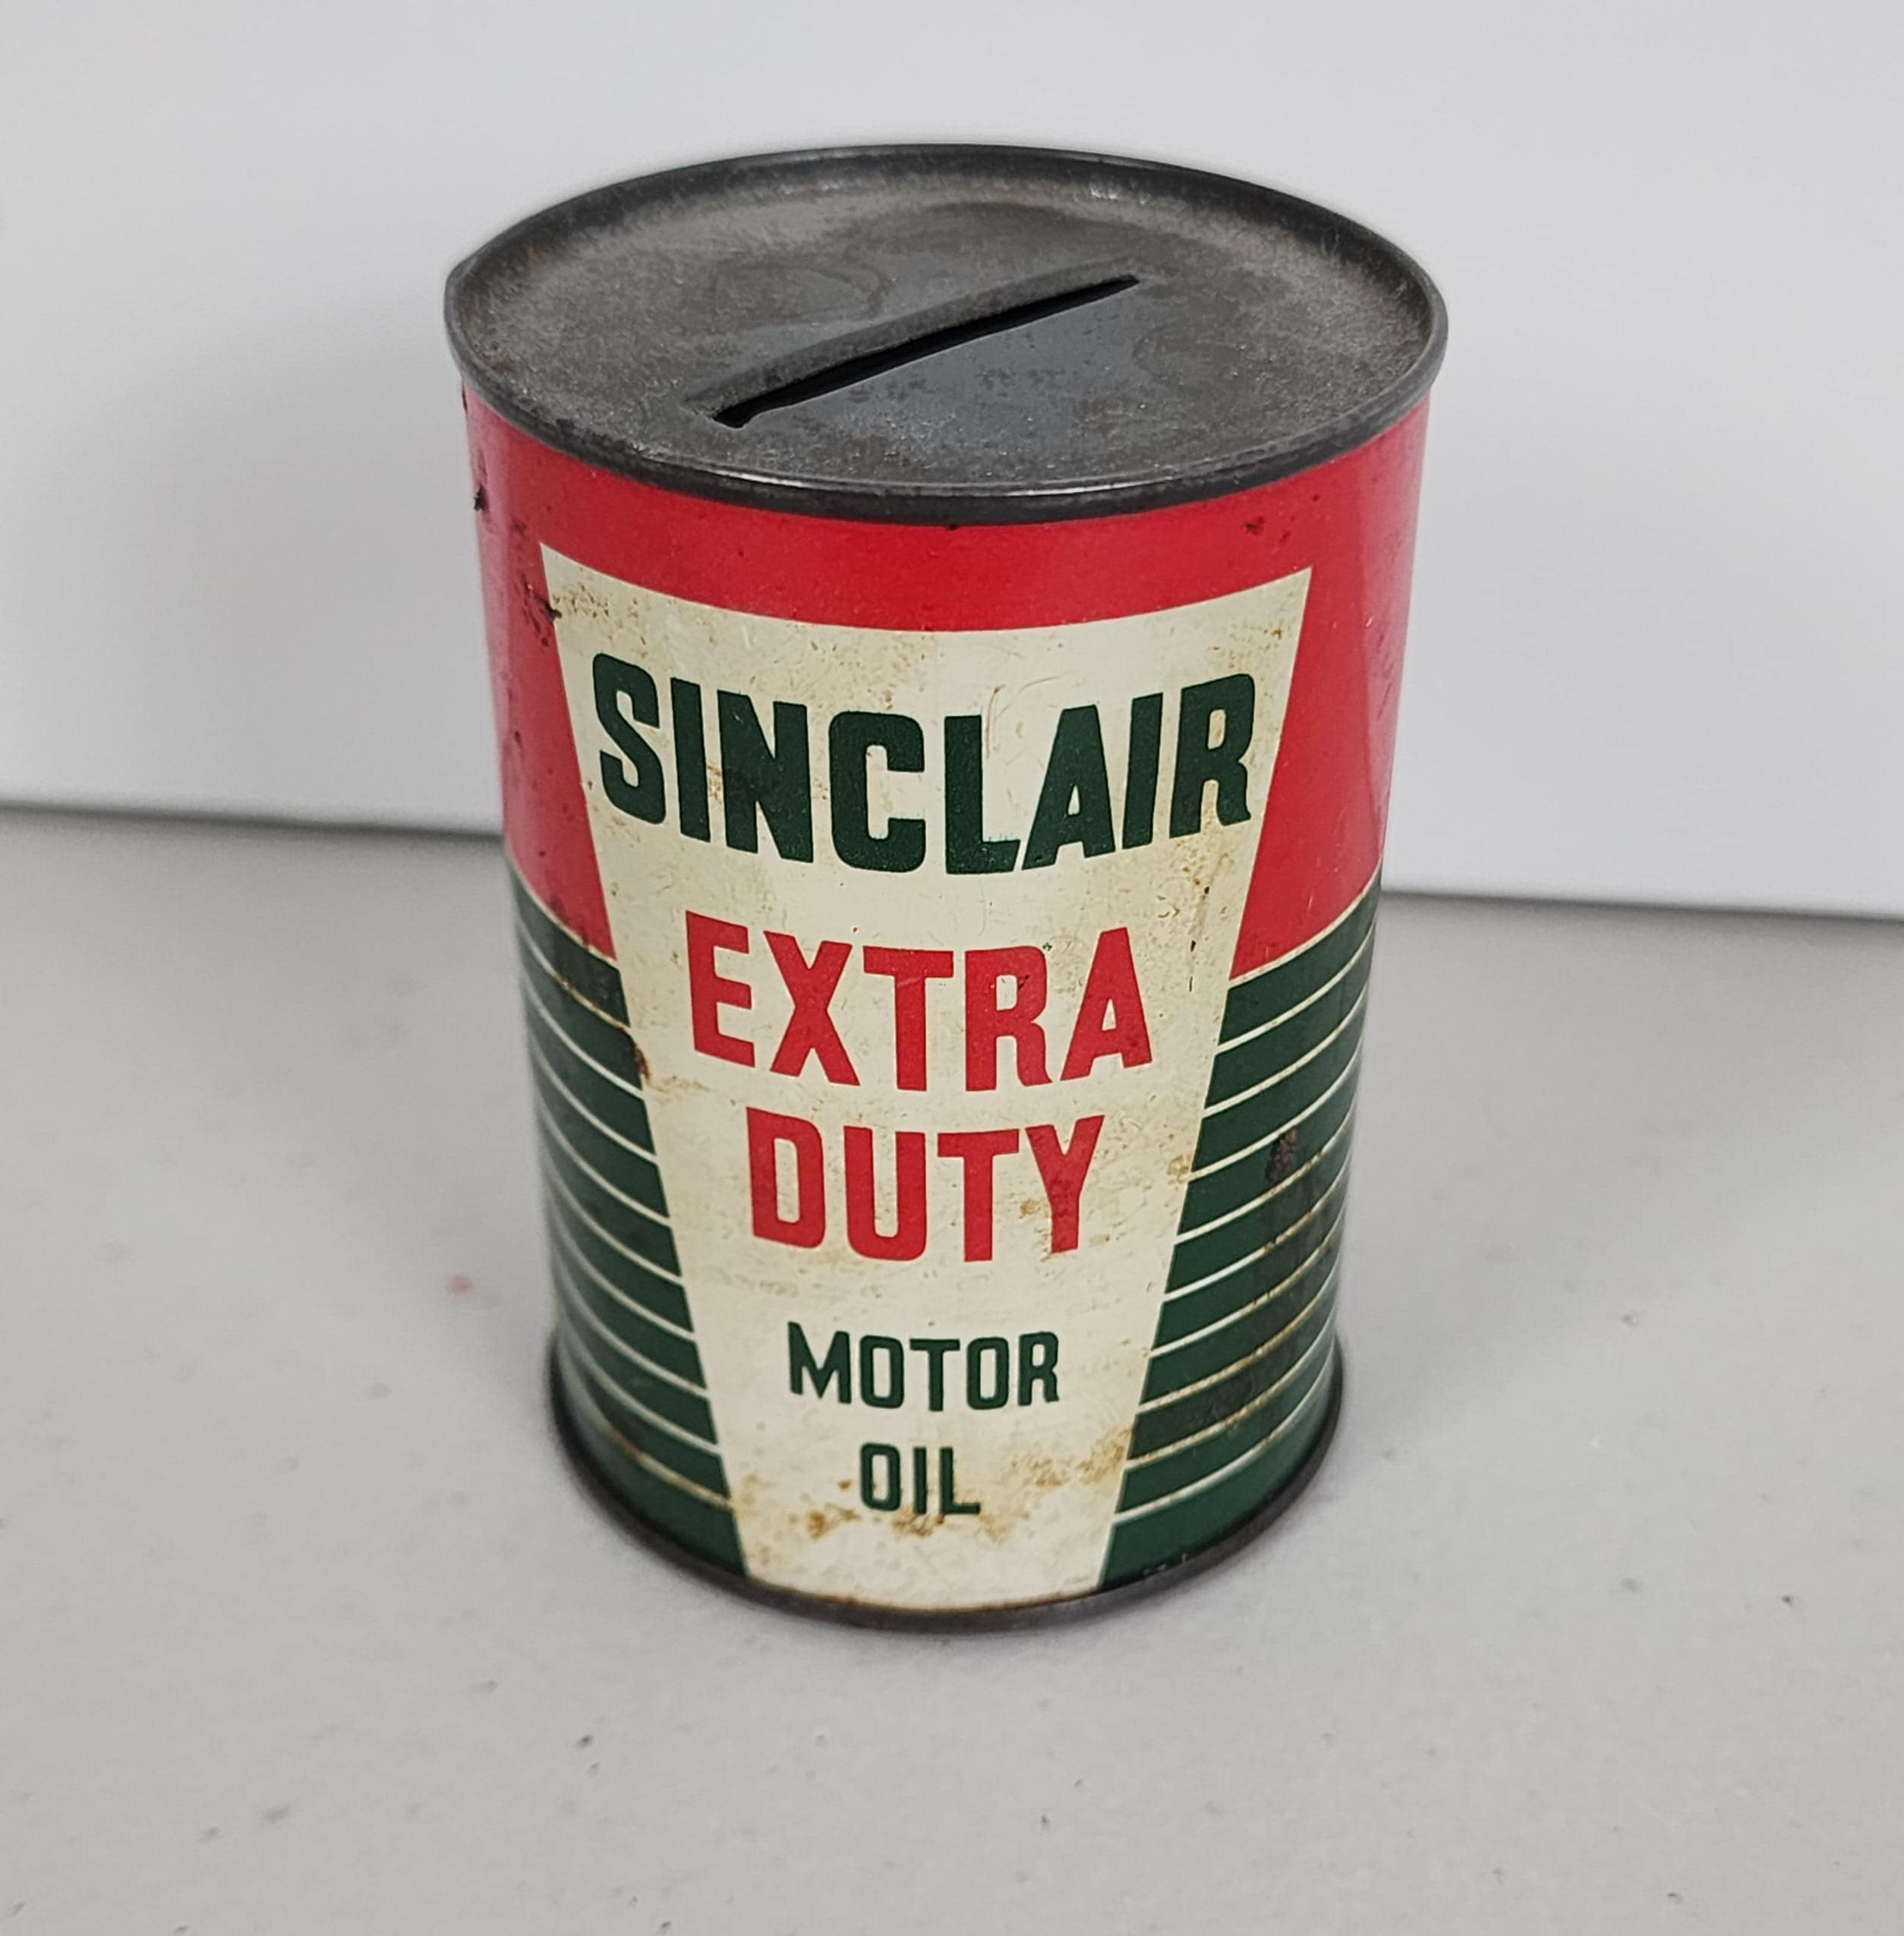 SINCLAIR
EXTRA
DUTY
MOTOR
OIL